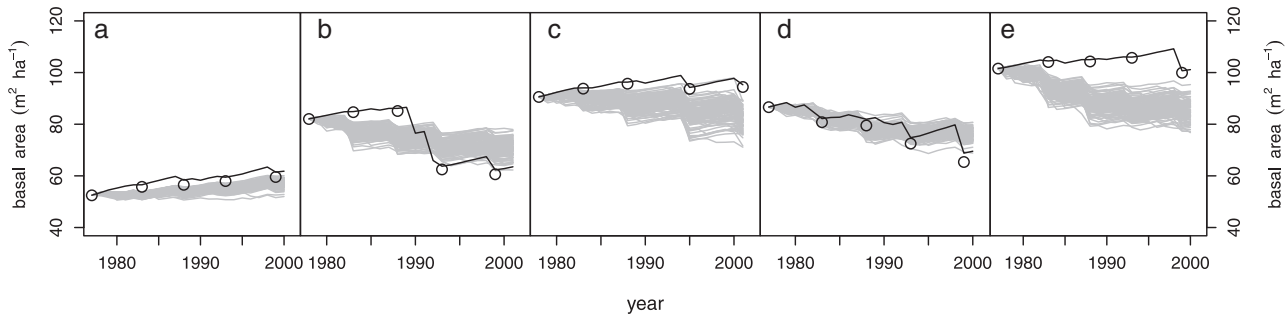 a b c d e
120 120
100 100
80 80
60 60
40 40
basal area (m² ha⁻¹)
basal area (m² ha⁻¹)
1980 1990 2000 1980 1990 2000 1980 1990 2000 1980 1990 2000 1980 1990 2000
year